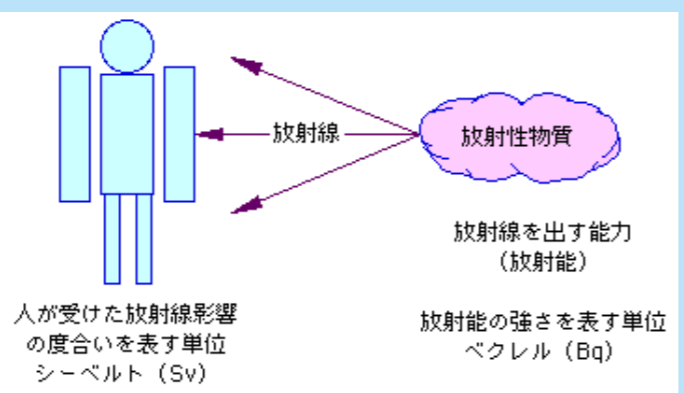 放射線
放射性物質
放射線を出す能力
(放射能)
人が受けた放射線影響
の度合いを表す単位
シーベルト (Sv)
放射能の強さを表す単位
ベクレル (Bq)